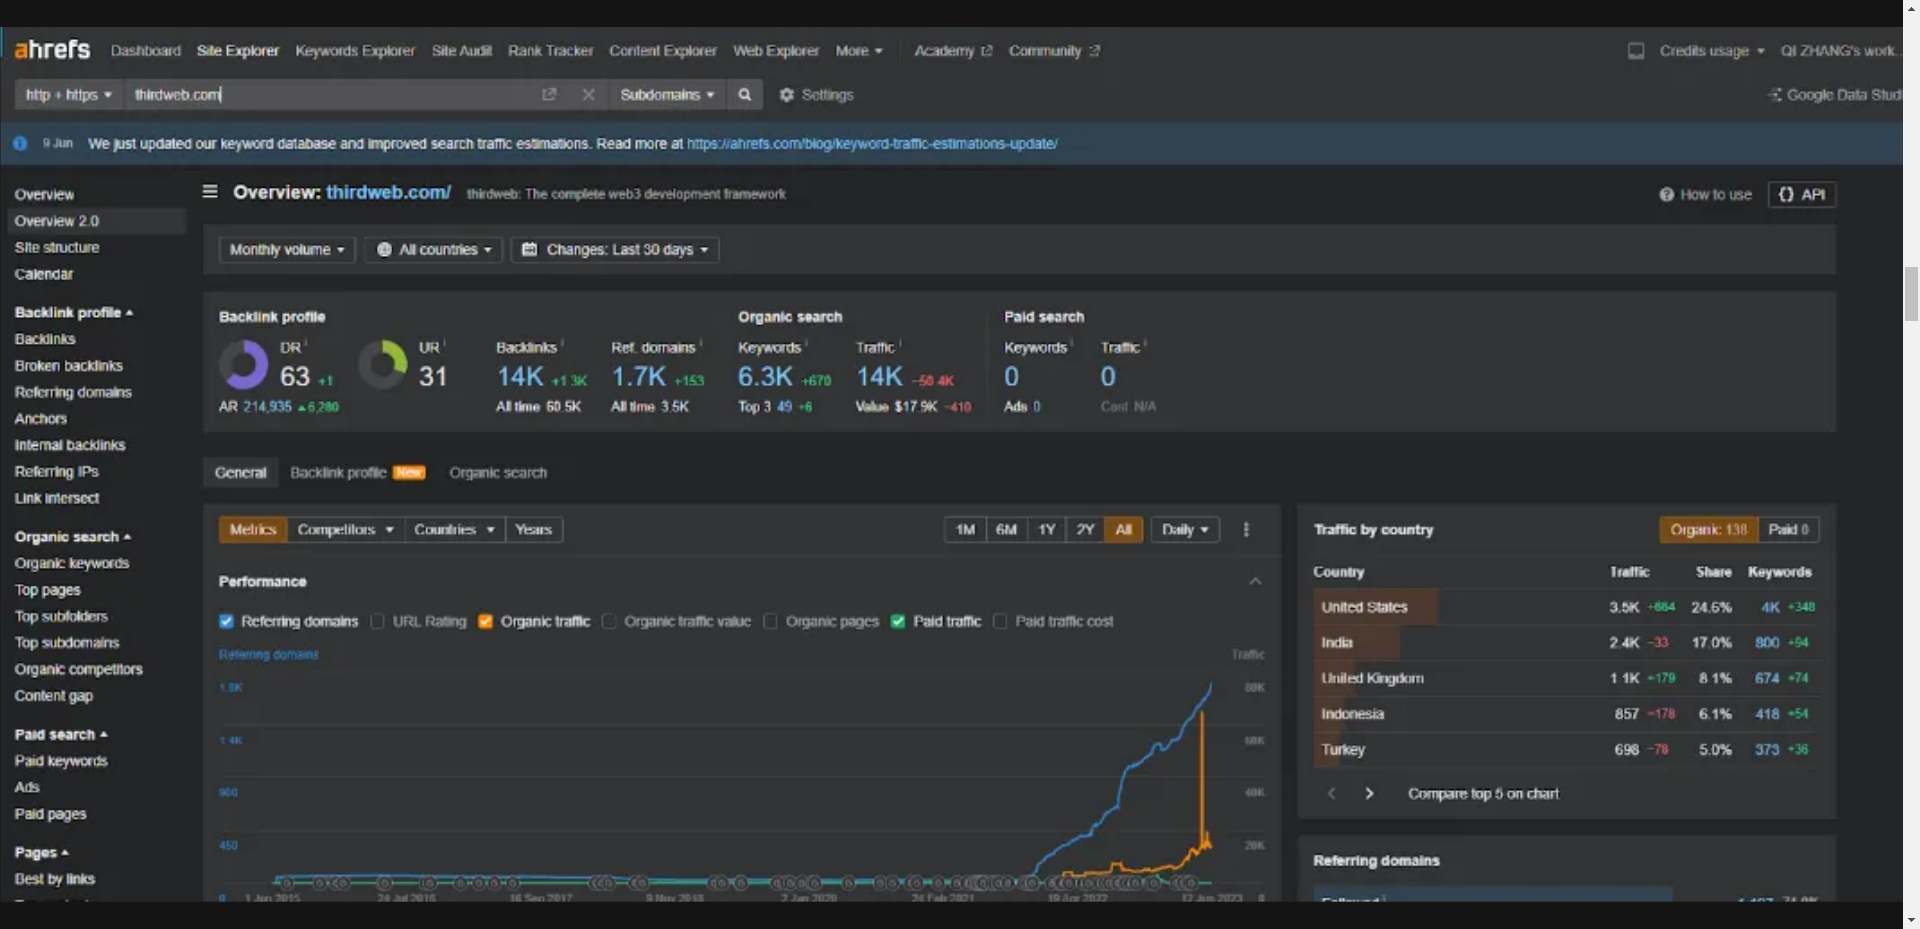 ahrefs Dashboard Site Explorer Keywords Explorer Site Audit Rank Tracker Content Explorer Web Explorer More Academy Community Credits usage QI ZHANG's work...
http + https thirdweb.com Subdomains Settings Google Data Studi
9 Jun We just updated our keyword database and improved search traffic estimations. Read more at https://ahrefs.com/blog/keyword-traffic-estimations-update/
Overview
Overview 2.0
Site structure
Calendar
Backlink profile
Backlinks
Broken backlinks
Referring domains
Anchors
Internal backlinks
Referring IPs
Link intersect
Organic search
Organic keywords
Top pages
Top subfolders
Top subdomains
Organic competitors
Content gap
Paid search
Paid keywords
Ads
Paid pages
Pages
Best by links
Overview: thirdweb.com/ thirdweb: The complete web3 development framework How to use {} API
Monthly volume All countries Changes: Last 30 days
Backlink profile Organic search Paid search
DR UR Backlinks Ref. domains Keywords Traffic Keywords Traffic
63 +1 31 14K +1.3K 1.7K +153 6.3K +670 14K −50.4K 0 0
AR 214,935 6,280 All time 60.5K All time 3.5K Top 3 49 +6 Value $17.9K −410 Ads 0 Cost N/A
General Backlink profile New Organic search
Metrics Competitors Countries Years 1M 6M 1Y 2Y All Daily
Performance
Referring domains URL Rating Organic traffic Organic traffic value Organic pages Paid traffic Paid traffic cost
Referring domains Traffic
1.8K 80K
1.4K 60K
900 40K
450 20K
0 1 Jun 2015 24 Jul 2016 16 Sep 2017 9 Nov 2018 2 Jan 2020 24 Feb 2021 19 Apr 2022 12 Jun 2023 0
Traffic by country Organic: 138 Paid 0
Country Traffic Share Keywords
United States 3.5K +664 24.6% 4K +348
India 2.4K −33 17.0% 800 +94
United Kingdom 1.1K +179 8.1% 674 +74
Indonesia 857 −178 6.1% 418 +54
Turkey 698 −78 5.0% 373 +36
Compare top 5 on chart
Referring domains